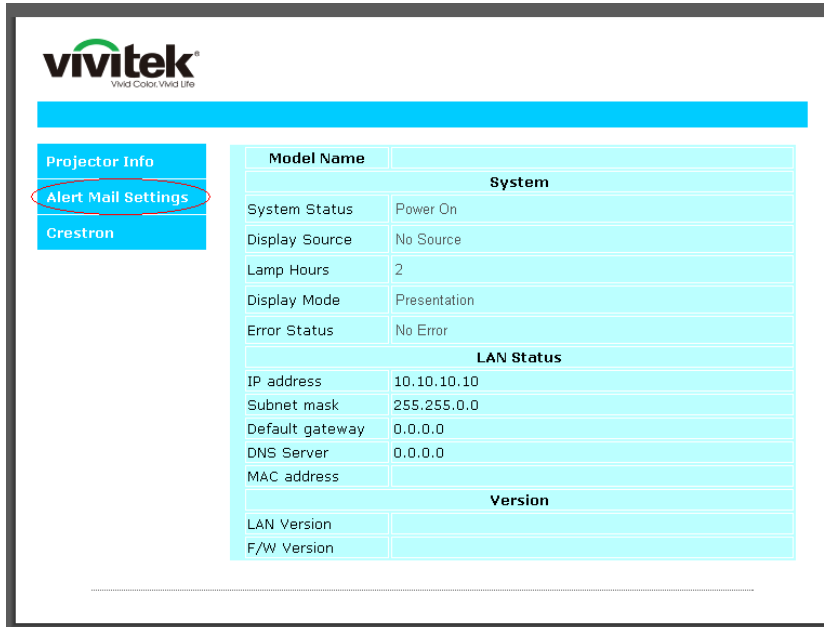 vivitek®
Vivid Color, Vivid Life
Projector Info
Alert Mail Settings
Crestron
Model Name
System
System Status Power On
Display Source No Source
Lamp Hours 2
Display Mode Presentation
Error Status No Error
LAN Status
IP address 10.10.10.10
Subnet mask 255.255.0.0
Default gateway 0.0.0.0
DNS Server 0.0.0.0
MAC address
Version
LAN Version
F/W Version